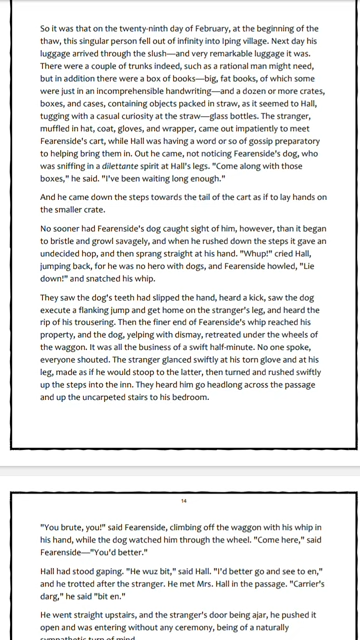 So it was that on the twenty-ninth day of February, at the beginning of the
thaw, this singular person fell out of infinity into Iping village. Next day his
luggage arrived through the slush—and very remarkable luggage it was.
There were a couple of trunks indeed, such as a rational man might need,
but in addition there were a box of books—big, fat books, of which some
were just in an incomprehensible handwriting—and a dozen or more crates,
boxes, and cases, containing objects packed in straw, as it seemed to Hall,
tugging with a casual curiosity at the straw—glass bottles. The stranger,
muffled in hat, coat, gloves, and wrapper, came out impatiently to meet
Fearenside's cart, while Hall was having a word or so of gossip preparatory
to helping bring them in. Out he came, not noticing Fearenside's dog, who
was sniffing in a dilettante spirit at Hall's legs. "Come along with those
boxes," he said. "I've been waiting long enough."
And he came down the steps towards the tail of the cart as if to lay hands on
the smaller crate.
No sooner had Fearenside's dog caught sight of him, however, than it began
to bristle and growl savagely, and when he rushed down the steps it gave an
undecided hop, and then sprang straight at his hand. "Whup!" cried Hall,
jumping back, for he was no hero with dogs, and Fearenside howled, "Lie
down!" and snatched his whip.
They saw the dog's teeth had slipped the hand, heard a kick, saw the dog
execute a flanking jump and get home on the stranger's leg, and heard the
rip of his trousering. Then the finer end of Fearenside's whip reached his
property, and the dog, yelping with dismay, retreated under the wheels of
the waggon. It was all the business of a swift half-minute. No one spoke,
everyone shouted. The stranger glanced swiftly at his torn glove and at his
leg, made as if he would stoop to the latter, then turned and rushed swiftly
up the steps into the inn. They heard him go headlong across the passage
and up the uncarpeted stairs to his bedroom.
14
"You brute, you!" said Fearenside, climbing off the waggon with his whip in
his hand, while the dog watched him through the wheel. "Come here," said
Fearenside—"You'd better."
Hall had stood gaping. "He wuz bit," said Hall. "I'd better go and see to en,"
and he trotted after the stranger. He met Mrs. Hall in the passage. "Carrier's
darg," he said "bit en."
He went straight upstairs, and the stranger's door being ajar, he pushed it
open and was entering without any ceremony, being of a naturally
sympathetic turn of mind.